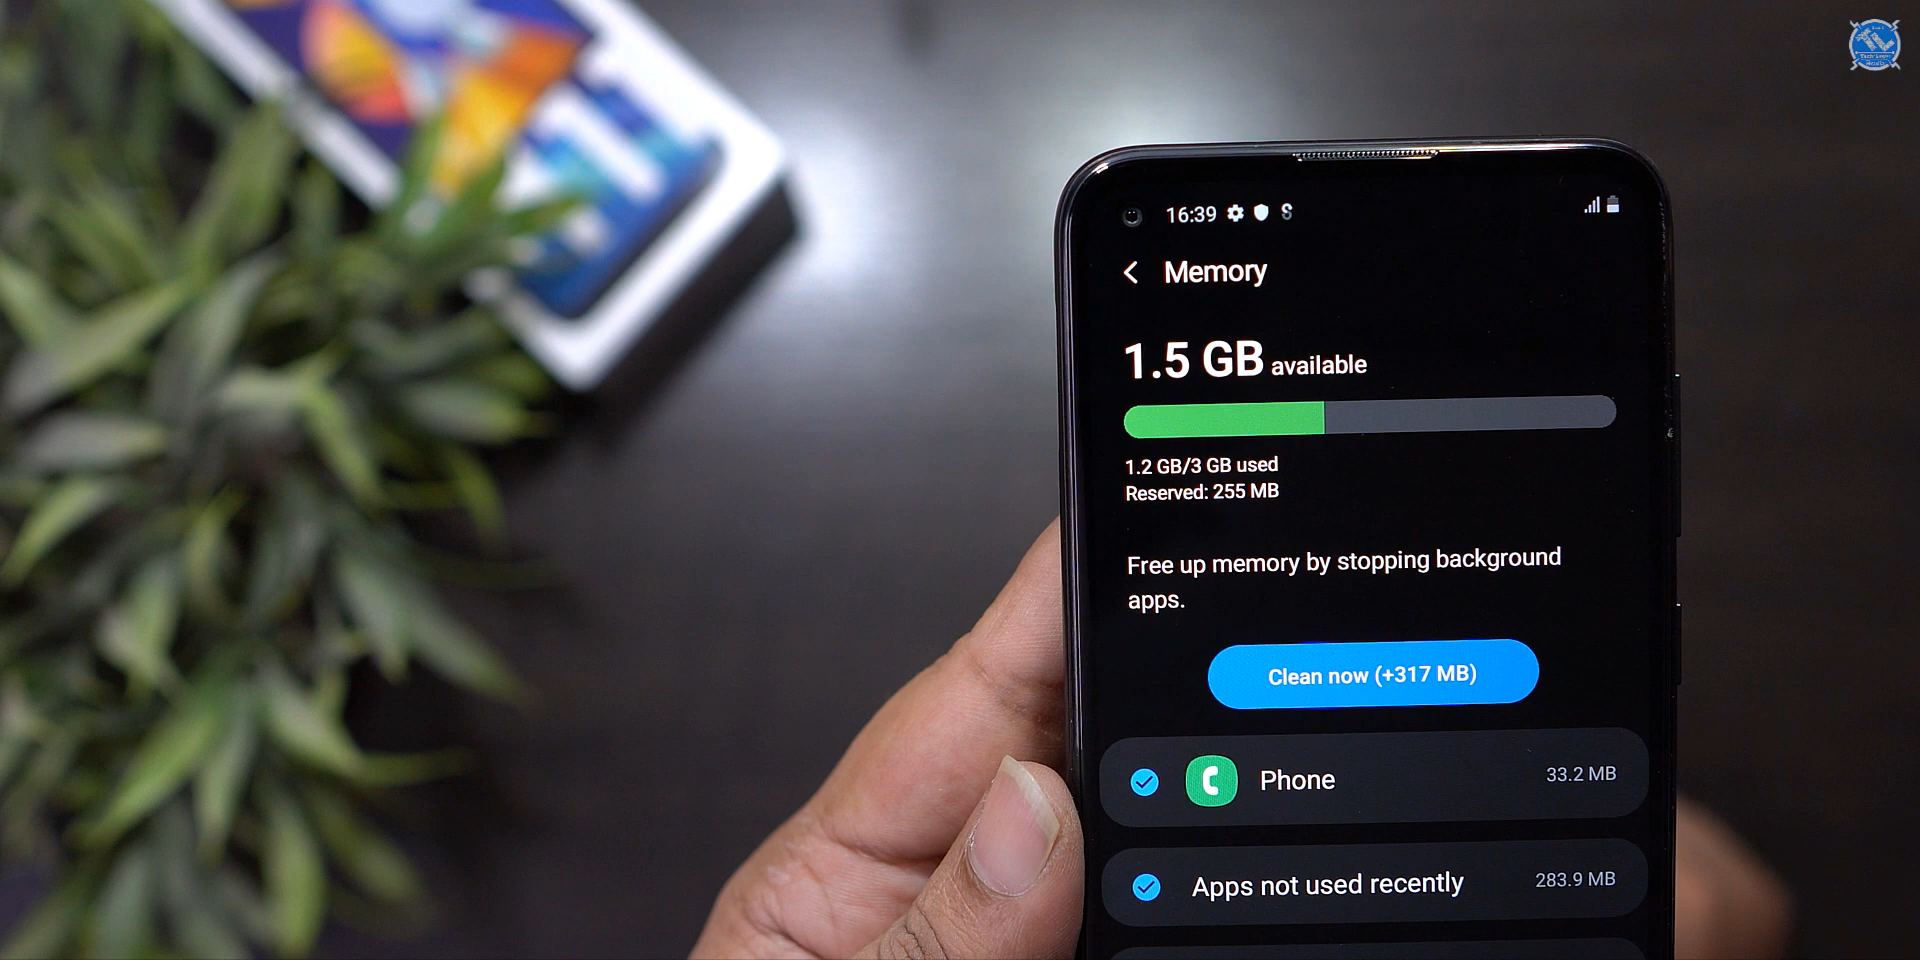 16:39
Memory
1.5 GB available
1.2 GB/3 GB used
Reserved: 255 MB
Free up memory by stopping background
apps.
Clean now (+317 MB)
Phone
33.2 MB
Apps not used recently
283.9 MB